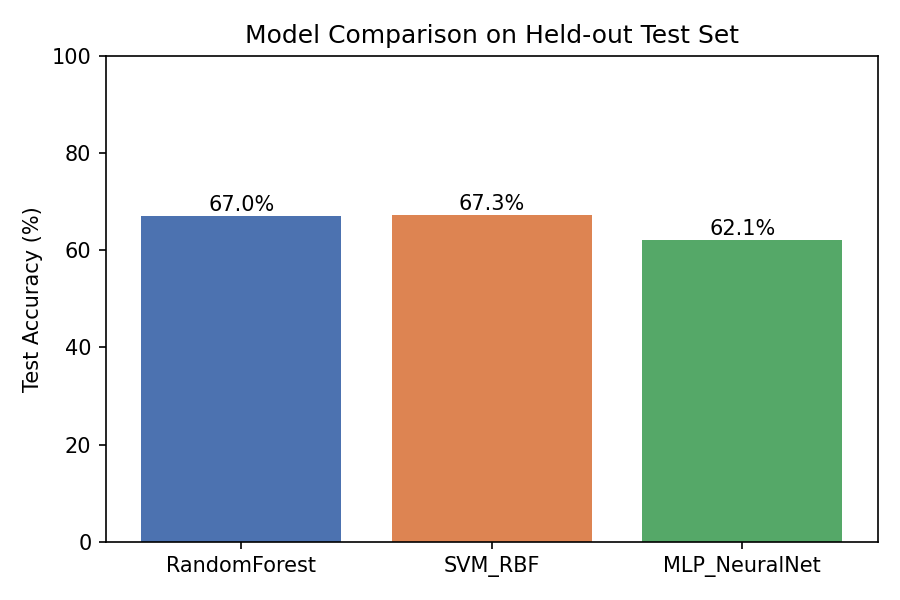 Model Comparison on Held-out Test Set
Test Accuracy (%)
100
80
60
40
20
0
67.0%
67.3%
62.1%
RandomForest
SVM_RBF
MLP_NeuralNet